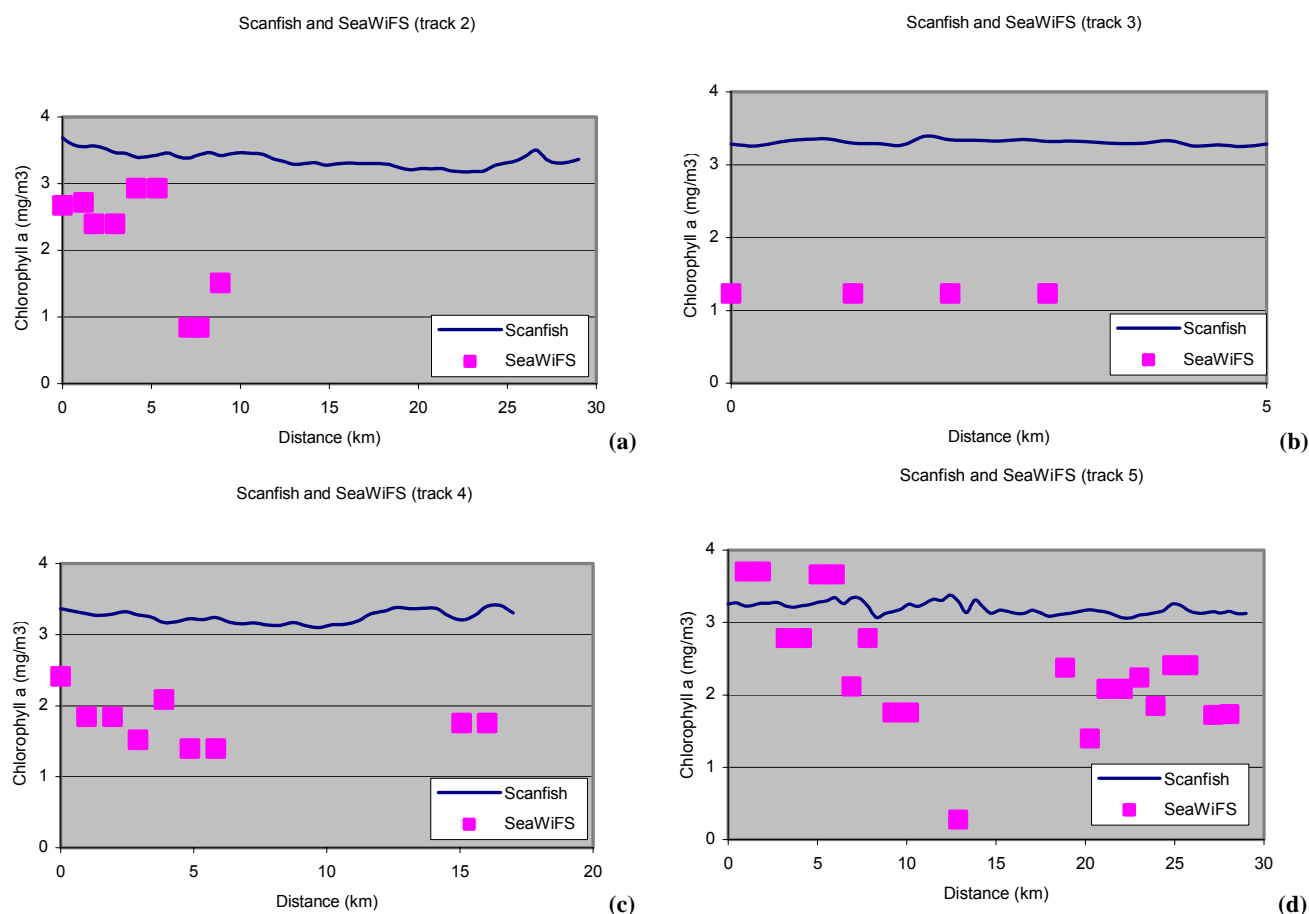 Scanfish and SeaWiFS (track 2)
Chlorophyll a (mg/m3)
4
3
2
1
0
0 5 10 15 20 25 30
Distance (km)
Scanfish
SeaWiFS
(a)
Scanfish and SeaWiFS (track 3)
Chlorophyll a (mg/m3)
4
3
2
1
0
0 5
Distance (km)
Scanfish
SeaWiFS
(b)
Scanfish and SeaWiFS (track 4)
Chlorophyll a (mg/m3)
4
3
2
1
0
0 5 10 15 20
Distance (km)
Scanfish
SeaWiFS
(c)
Scanfish and SeaWiFS (track 5)
Chlorophyll a (mg/m3)
4
3
2
1
0
0 5 10 15 20 25 30
Distance (km)
Scanfish
SeaWiFS
(d)